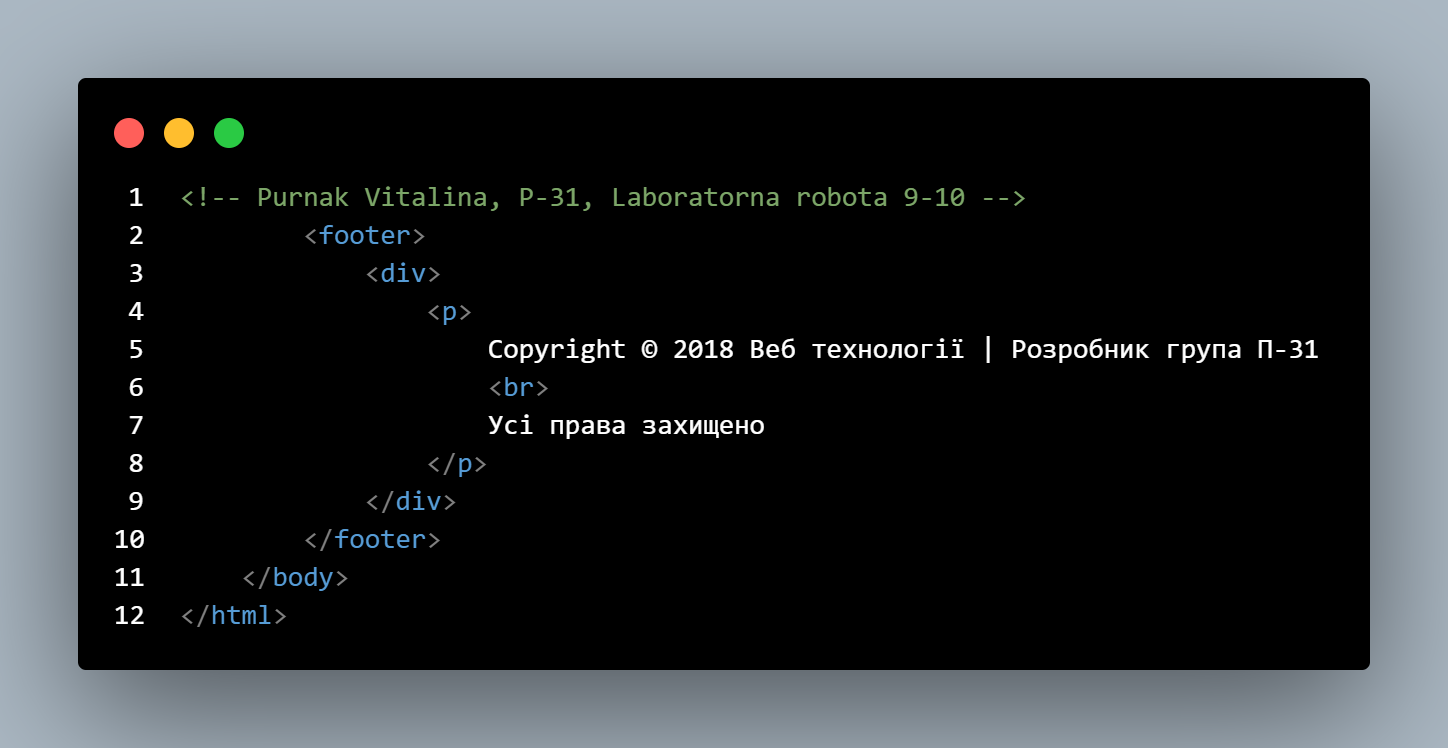 1 <!-- Purnak Vitalina, P-31, Laboratorna robota 9-10 -->
2         <footer>
3             <div>
4                 <p>
5                     Copyright © 2018 Веб технології | Розробник група П-31
6                     <br>
7                     Усі права захищено
8                 </p>
9             </div>
10         </footer>
11     </body>
12 </html>